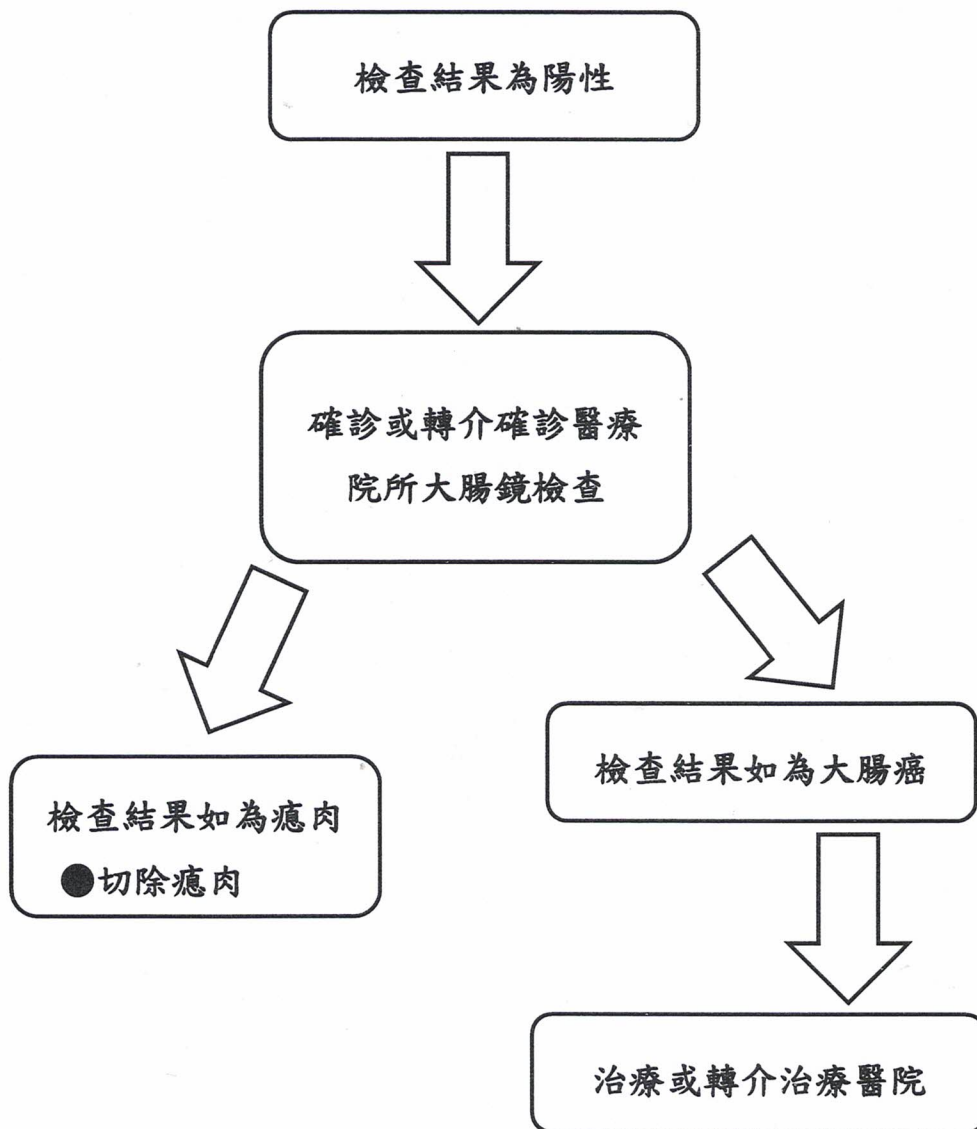 檢查結果為陽性
確診或轉介確診醫療
院所大腸鏡檢查
檢查結果如為瘜肉
●切除瘜肉
檢查結果如為大腸癌
治療或轉介治療醫院